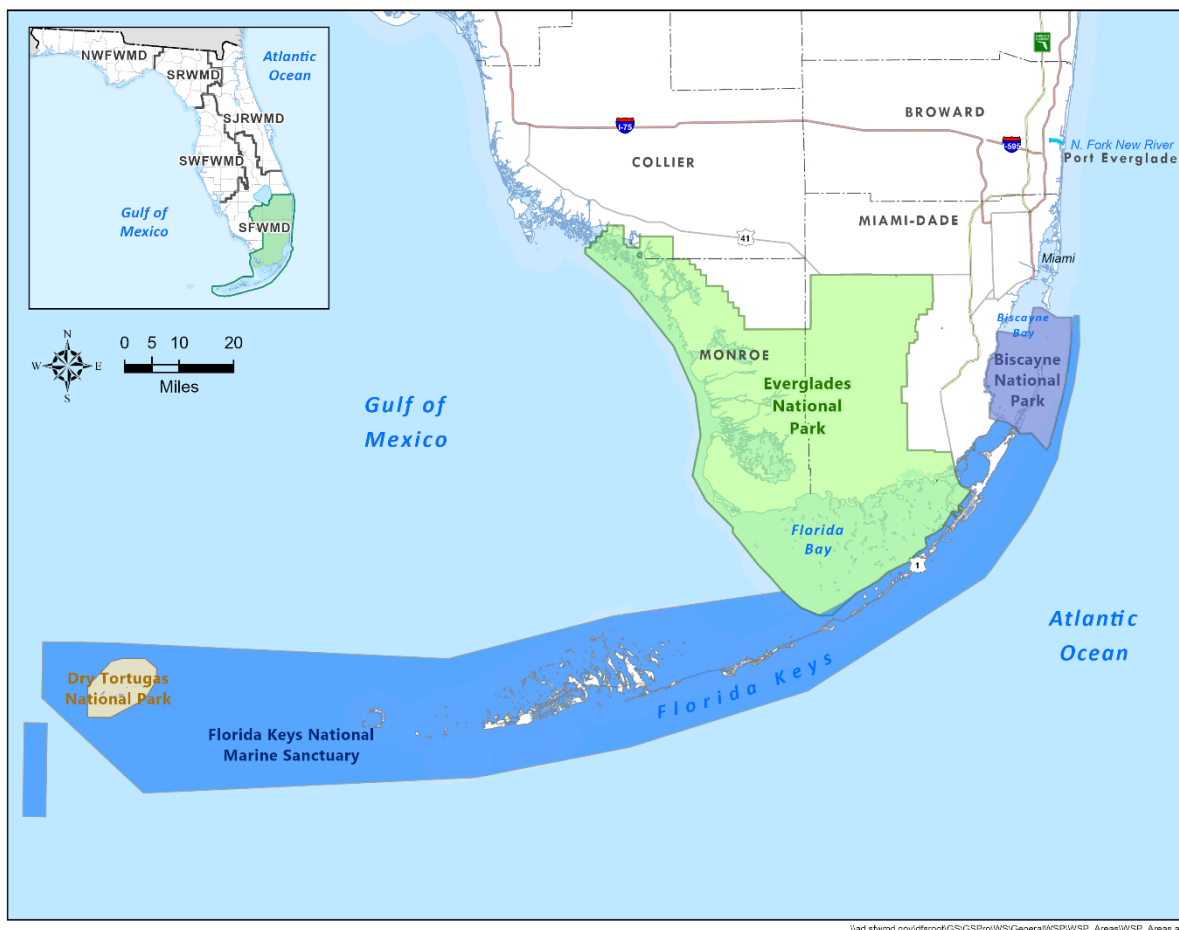 NWFWMD
SRWMD
SJRWMD
SWFWMD
SFWMD
Atlantic
Ocean
Gulf of
Mexico
N
W
E
S
0 5 10 20
Miles
I-75
I-595
BROWARD
COLLIER
N. Fork New River
Port Everglade
MIAMI-DADE
41
Miami
Biscayne
Bay
Biscayne
National
Park
MONROE
Everglades
National
Park
Gulf of
Mexico
Florida
Bay
1
Atlantic
Ocean
Florida Keys
Dry Tortugas
National Park
Florida Keys National
Marine Sanctuary